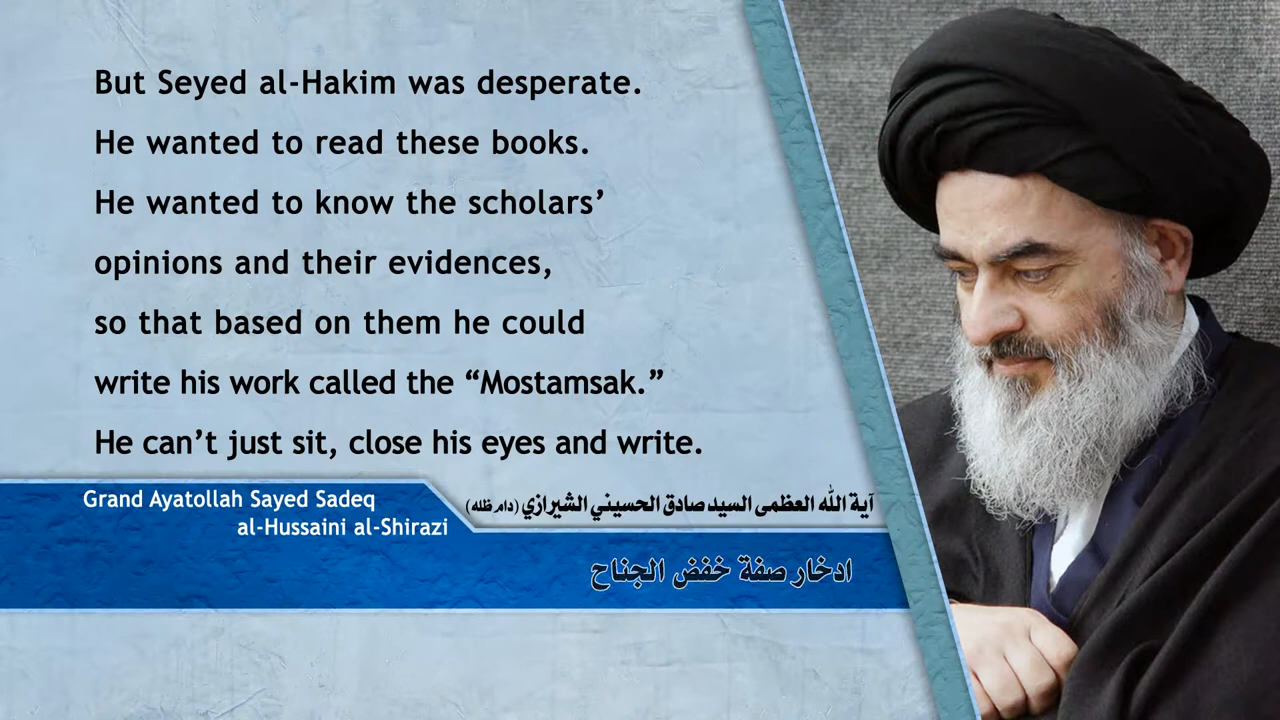 But Seyed al-Hakim was desperate.
He wanted to read these books.
He wanted to know the scholars’
opinions and their evidences,
so that based on them he could
write his work called the “Mostamsak.”
He can’t just sit, close his eyes and write.
Grand Ayatollah Sayed Sadeq
al-Hussaini al-Shirazi
آية الله العظمى السيد صادق الحسيني الشيرازي (دام ظله)
ادخار صفة خفض الجناح